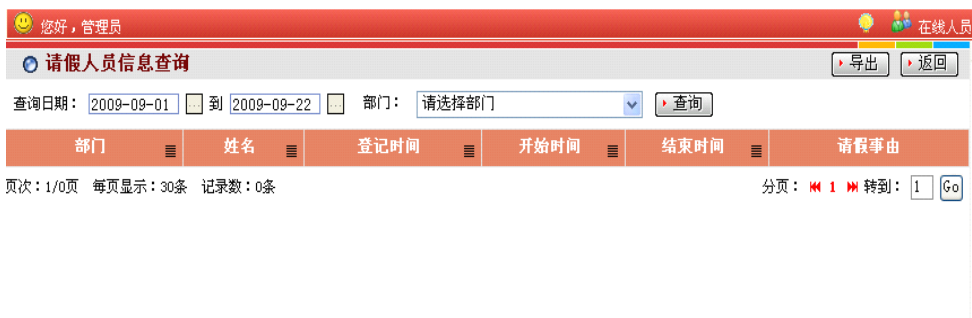 您好，管理员 在线人员
请假人员信息查询 导出 返回
查询日期： 2009-09-01 ... 到 2009-09-22 ... 部门： 请选择部门 查询
部门 姓名 登记时间 开始时间 结束时间 请假事由
页次：1/0页 每页显示：30条 记录数：0条 分页： 1 转到： 1 Go